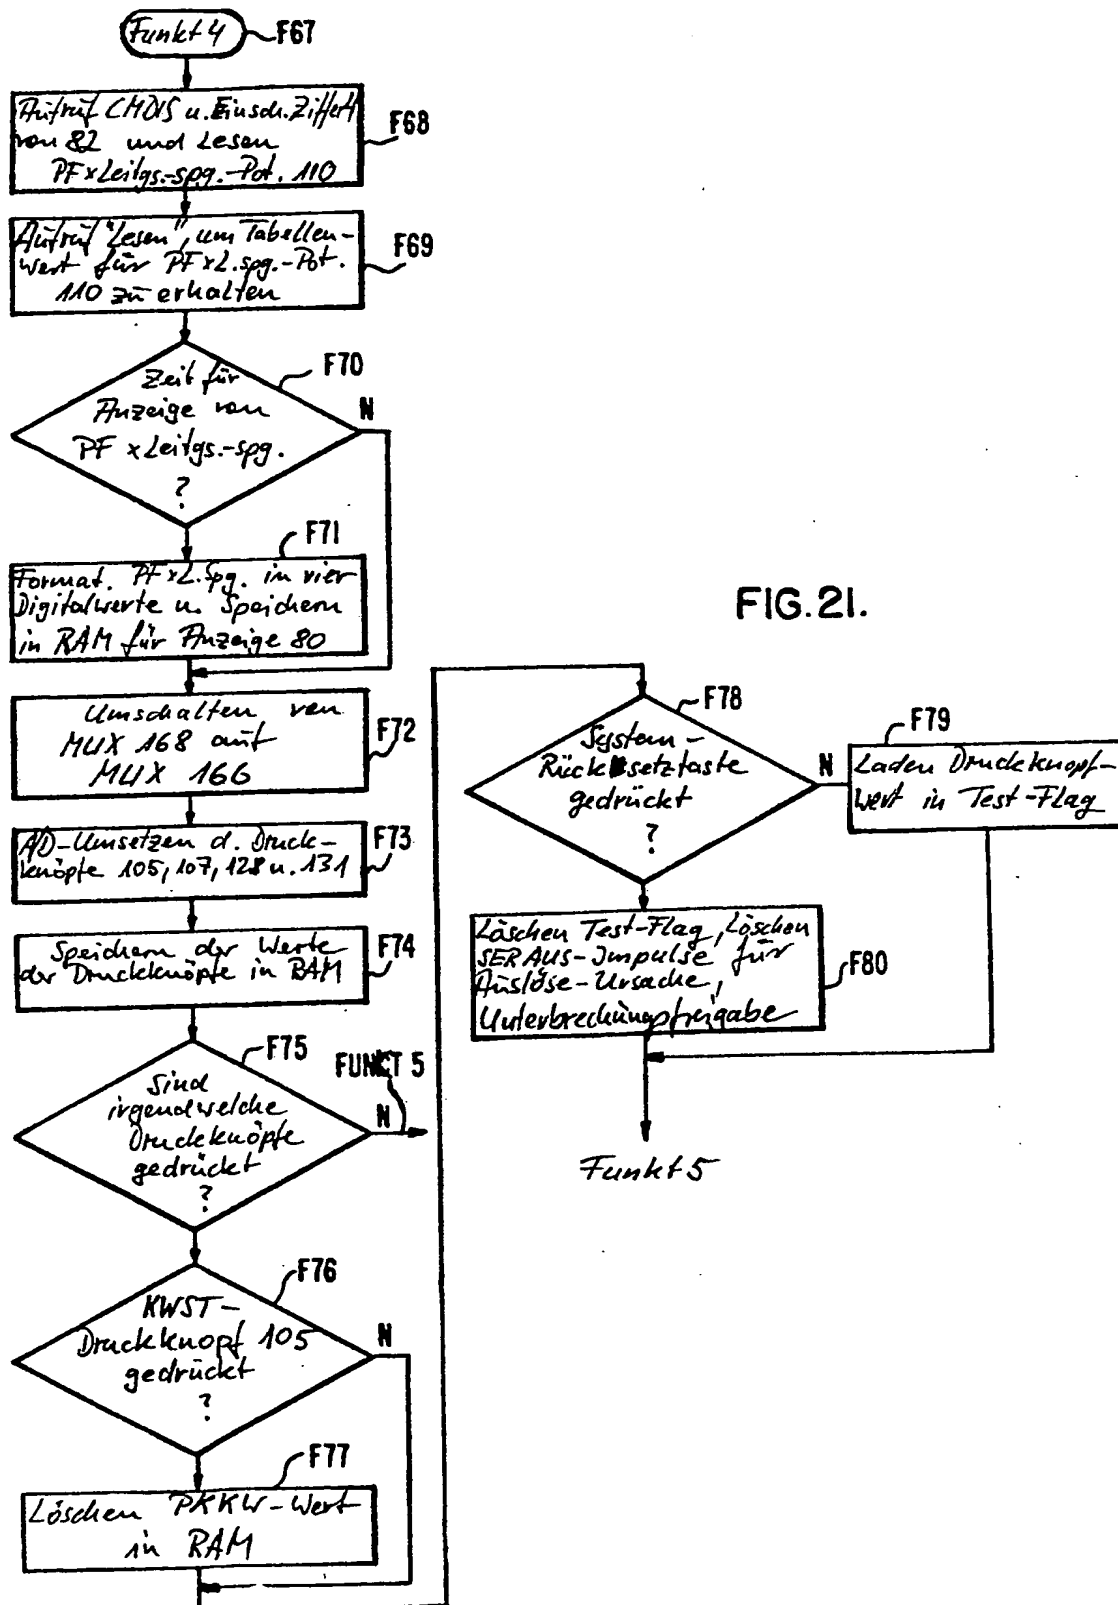 Funkt 4
F67
Aufruf CMDIS u. Einsch. Ziff. 4
von 82 und Lesen
PF x Leitgs.-spg.-Pot. 110
F68
Aufruf "Lesen", um Tabellen-
wert für PF x L.spg.-Pot.
110 zu erhalten
F69
Zeit für
Anzeige von
PF x Leitgs.-spg.
?
F70
N
F71
Format. PF x L.Spg. in vier
Digitalwerte u. Speichern
in RAM für Anzeige 80
Umschalten von
MUX 168 auf
MUX 166
F72
A/D-Umsetzen d. Druck-
knöpfe 105, 107, 128 u. 131
F73
Speichern der Werte
der Druckknöpfe in RAM
F74
Sind
irgendwelche
Druckknöpfe
gedrückt
?
F75
FUNKT 5
N
KWST-
Druckknopf 105
gedrückt
?
F76
N
F77
Löschen PKKW-Wert
in RAM
FIG.21.
System-
Rücksetztaste
gedrückt
?
F78
N
F79
Laden Druckknopf-
wert in Test-Flag
Löschen Test-Flag, Löschen
SERAUS-Impulse für
Auslöse-Ursache,
Unterbrechungsfreigabe
F80
Funkt 5